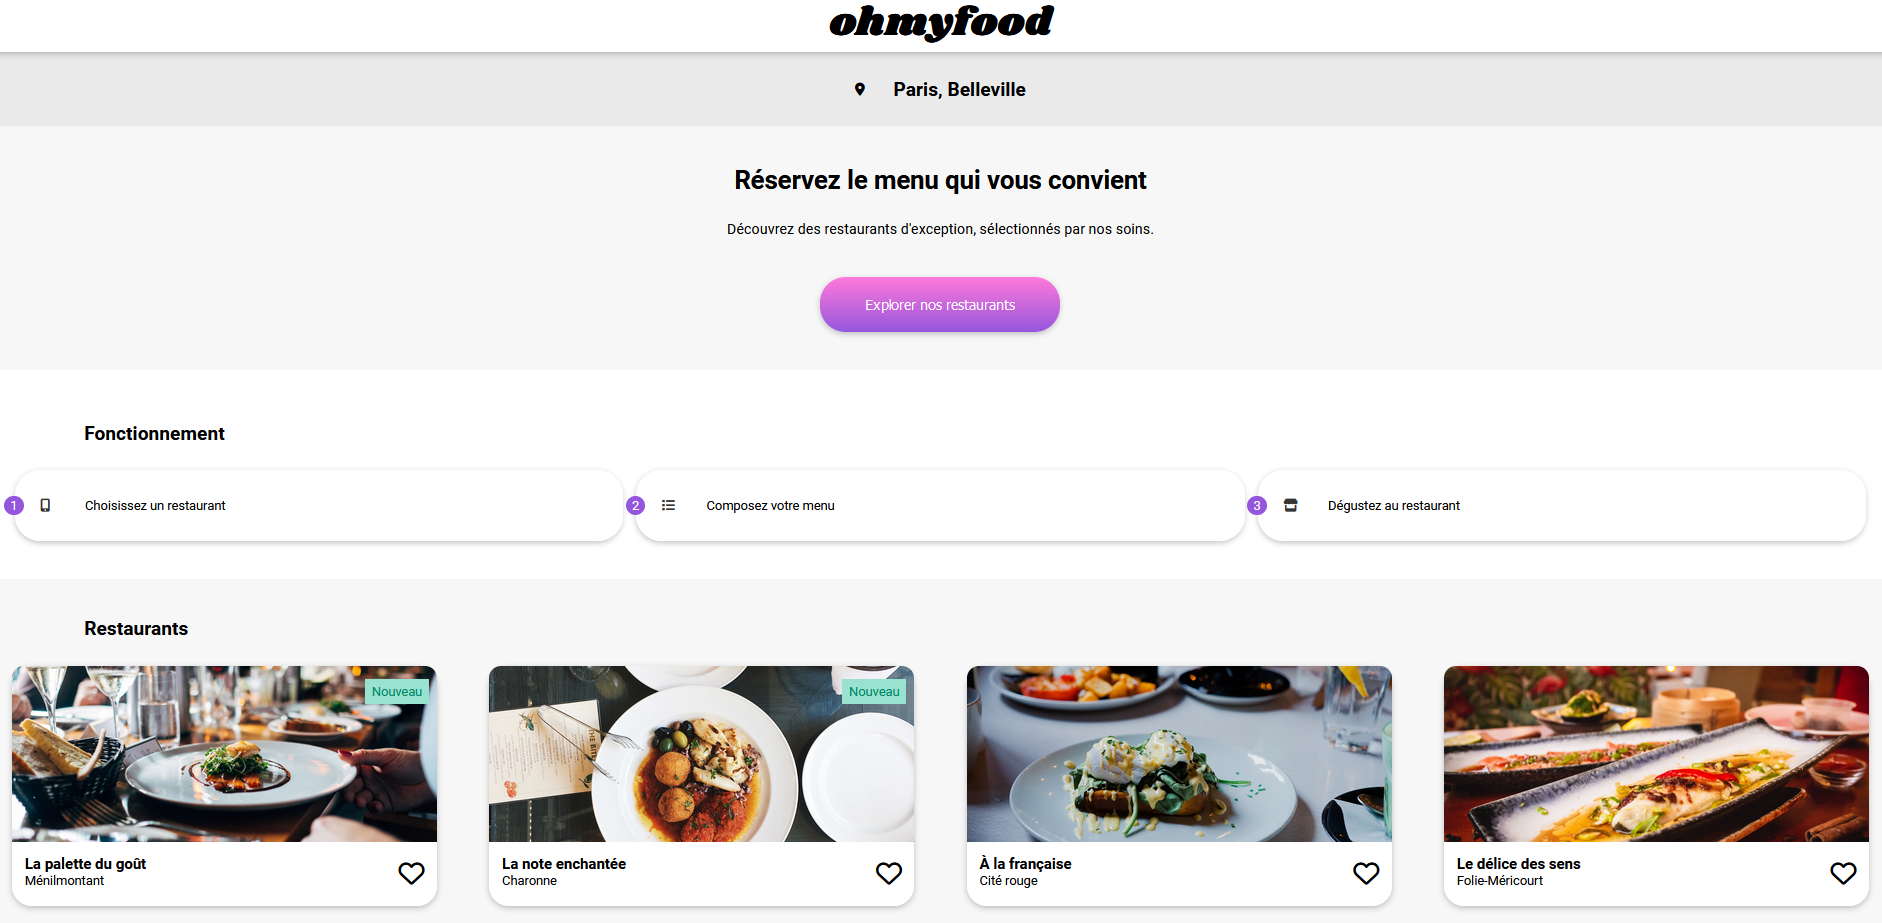 ohmyfood
Paris, Belleville
Réservez le menu qui vous convient
Découvrez des restaurants d'exception, sélectionnés par nos soins.
Explorer nos restaurants
Fonctionnement
1 Choisissez un restaurant
2 Composez votre menu
3 Dégustez au restaurant
Restaurants
Nouveau
La palette du goût
Ménilmontant
Nouveau
La note enchantée
Charonne
À la française
Cité rouge
Le délice des sens
Folie-Méricourt